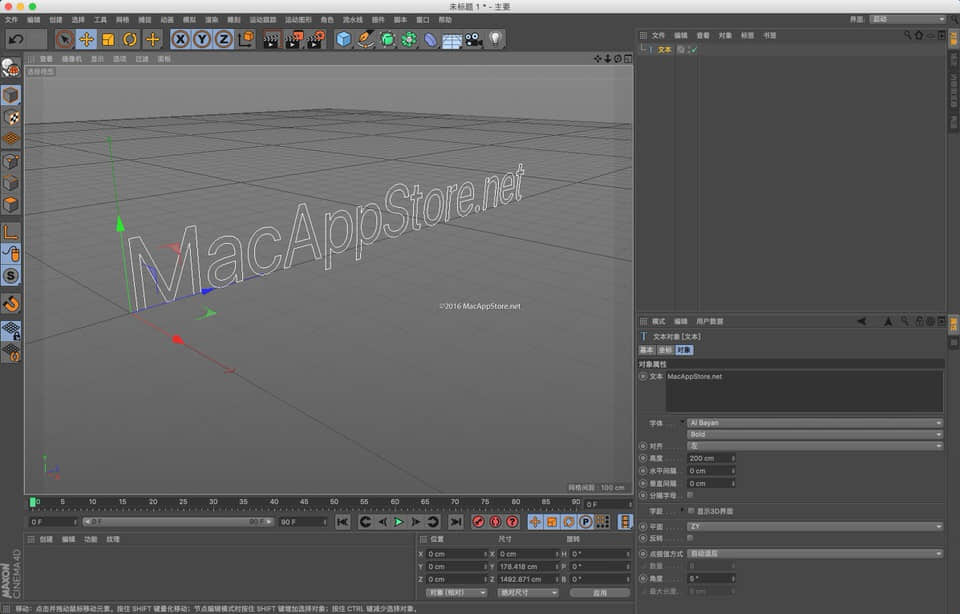 未标题 1 * - 主要
文件 编辑 创建 选择 工具 网格 捕捉 动画 模拟 渲染 雕刻 运动跟踪 运动图形 角色 流水线 插件 脚本 窗口 帮助
界面: 启动
查看 摄像机 显示 选项 过滤 面板
透视视图
MacAppStore.net
©2016 MacAppStore.net
网格间距 : 100 cm
文件 编辑 查看 对象 标签 书签
文本
模式 编辑 用户数据
文本对象 [文本]
基本 坐标 对象
对象属性
文本 MacAppStore.net
字体 Al Bayan
Bold
对齐 左
高度 200 cm
水平间隔 0 cm
垂直间隔 0 cm
分隔字母
字距 显示3D界面
平面 ZY
反转
点插值方式 自动适应
数量 8
角度 5 °
最大长度
0 5 10 15 20 25 30 35 40 45 50 55 60 65 70 75 80 85 90 0 F
0 F 0 F 90 F 90 F
创建 编辑 功能 纹理
位置 尺寸 旋转
X 0 cm X 0 cm H 0 °
Y 0 cm Y 178.418 cm P 0 °
Z 0 cm Z 1492.871 cm B 0 °
对象 (相对) 绝对尺寸 应用
MAXON CINEMA 4D
移动: 点击并拖动鼠标移动元素。按住 SHIFT 键量化移动; 节点编辑模式时按住 SHIFT 键增加选择对象; 按住 CTRL 键减少选择对象。